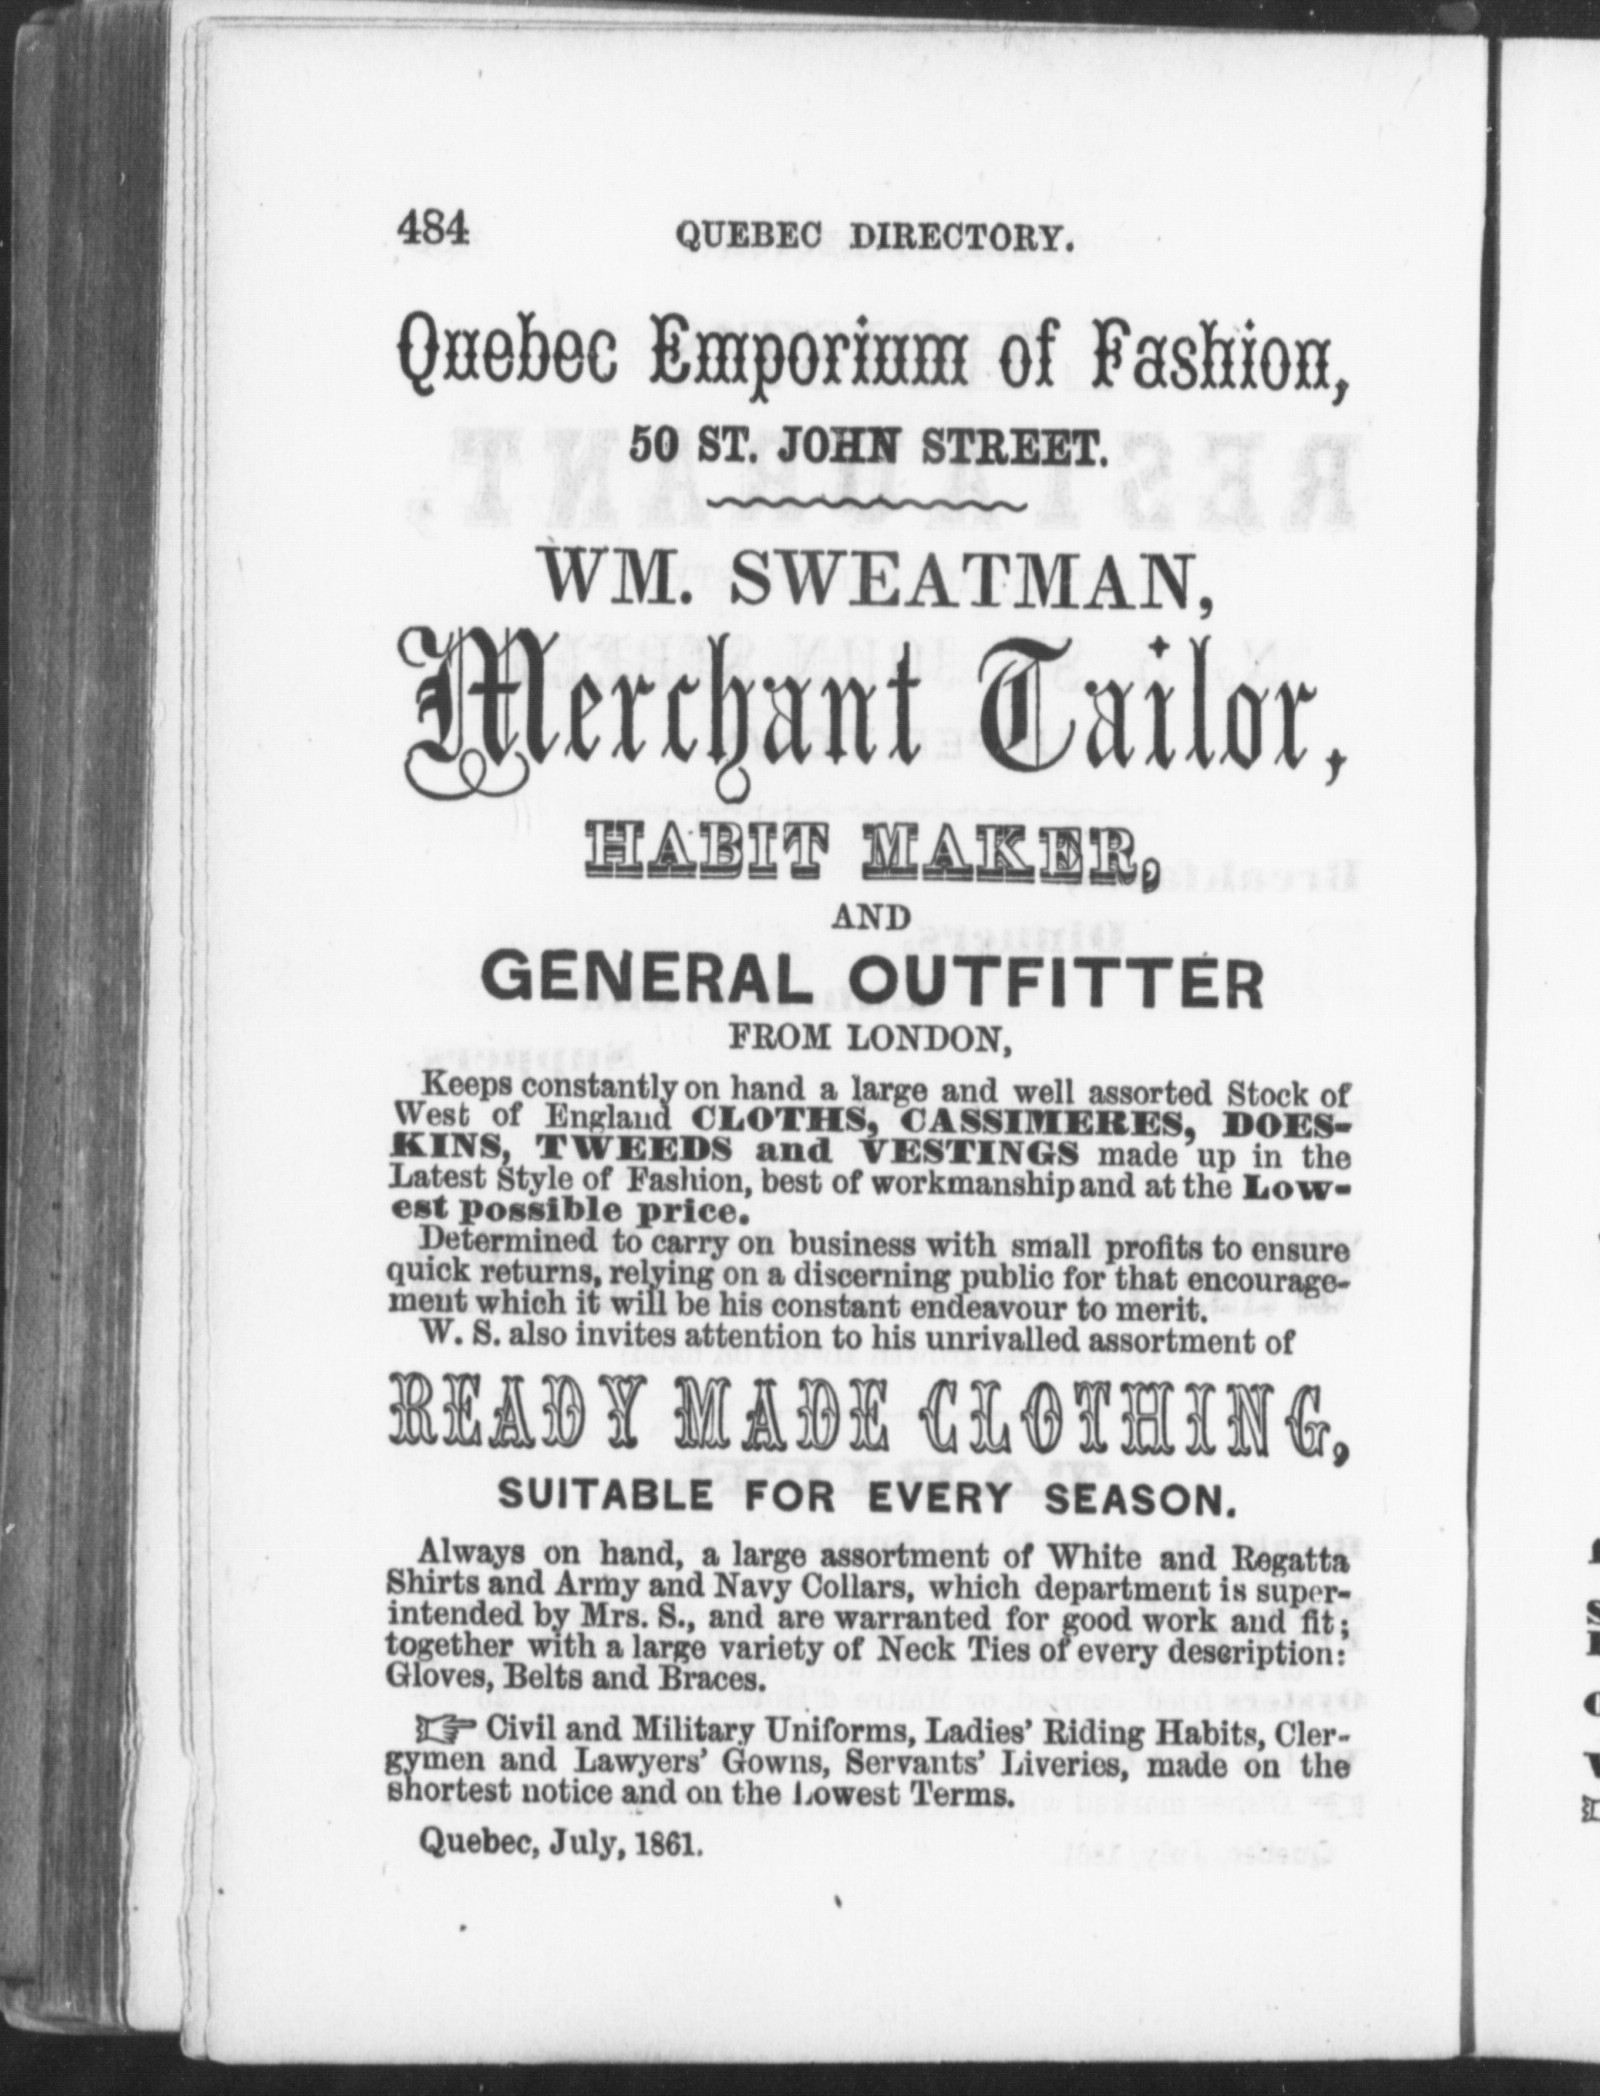 484 QUEBEC DIRECTORY.
Quebec Emporium of Fashion,
50 ST. JOHN STREET.
WM. SWEATMAN,
Merchant Tailor,
HABIT MAKER,
AND
GENERAL OUTFITTER
FROM LONDON,
Keeps constantly on hand a large and well assorted Stock of
West of England CLOTHS, CASSIMERES, DOES-
KINS, TWEEDS and VESTINGS made up in the
Latest Style of Fashion, best of workmanship and at the Low-
est possible price.
Determined to carry on business with small profits to ensure
quick returns, relying on a discerning public for that encourage-
ment which it will be his constant endeavour to merit.
W. S. also invites attention to his unrivalled assortment of
READY MADE CLOTHING,
SUITABLE FOR EVERY SEASON.
Always on hand, a large assortment of White and Regatta
Shirts and Army and Navy Collars, which department is super-
intended by Mrs. S., and are warranted for good work and fit;
together with a large variety of Neck Ties of every description:
Gloves, Belts and Braces.
☞ Civil and Military Uniforms, Ladies' Riding Habits, Cler-
gymen and Lawyers' Gowns, Servants' Liveries, made on the
shortest notice and on the Lowest Terms.
Quebec, July, 1861.